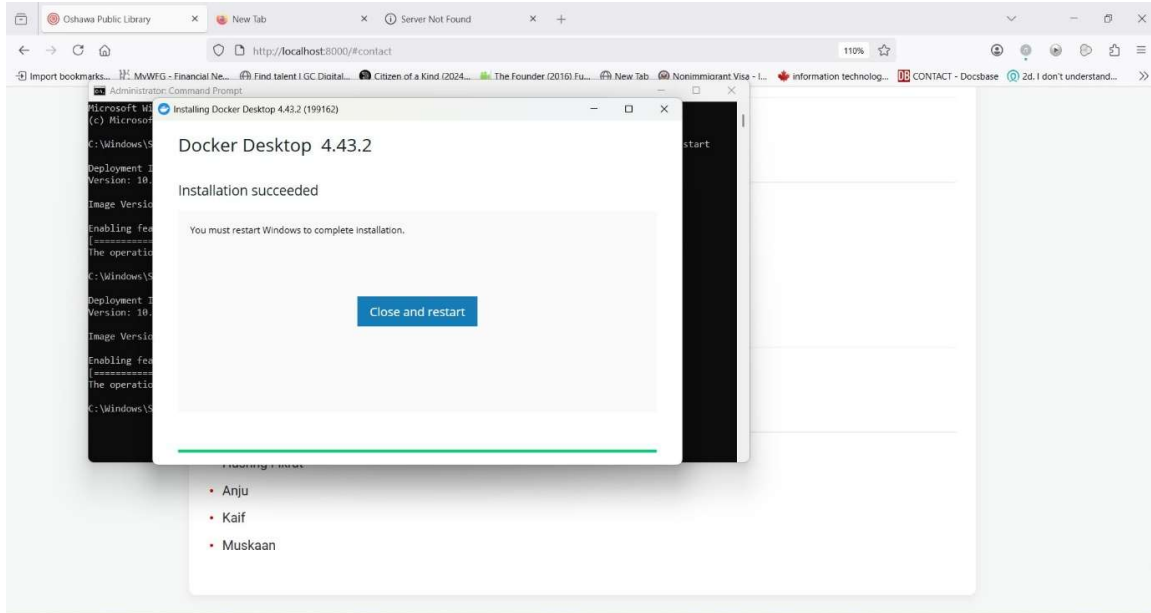 Oshawa Public Library
New Tab
Server Not Found
http://localhost:8000/#contact
110%
Import bookmarks... MvWFG - Financial Ne... Find talent I GC Digital... Citizen of a Kind (2024... The Founder (2016) Fu... New Tab Nonimmigrant Visa - I... information technolog... CONTACT - Docsbase 2d. I don't understand...
Administrator: Command Prompt
Microsoft Wi
(c) Microsof
C:\Windows\S
start
Deployment I
Version: 10.
Image Versio
Enabling fea
[===========
The operatio
C:\Windows\S
Deployment I
Version: 10.
Image Versio
Enabling fea
[===========
The operatio
C:\Windows\S
Installing Docker Desktop 4.43.2 (199162)
Docker Desktop 4.43.2
Installation succeeded
You must restart Windows to complete installation.
Close and restart
• Anju
• Kaif
• Muskaan